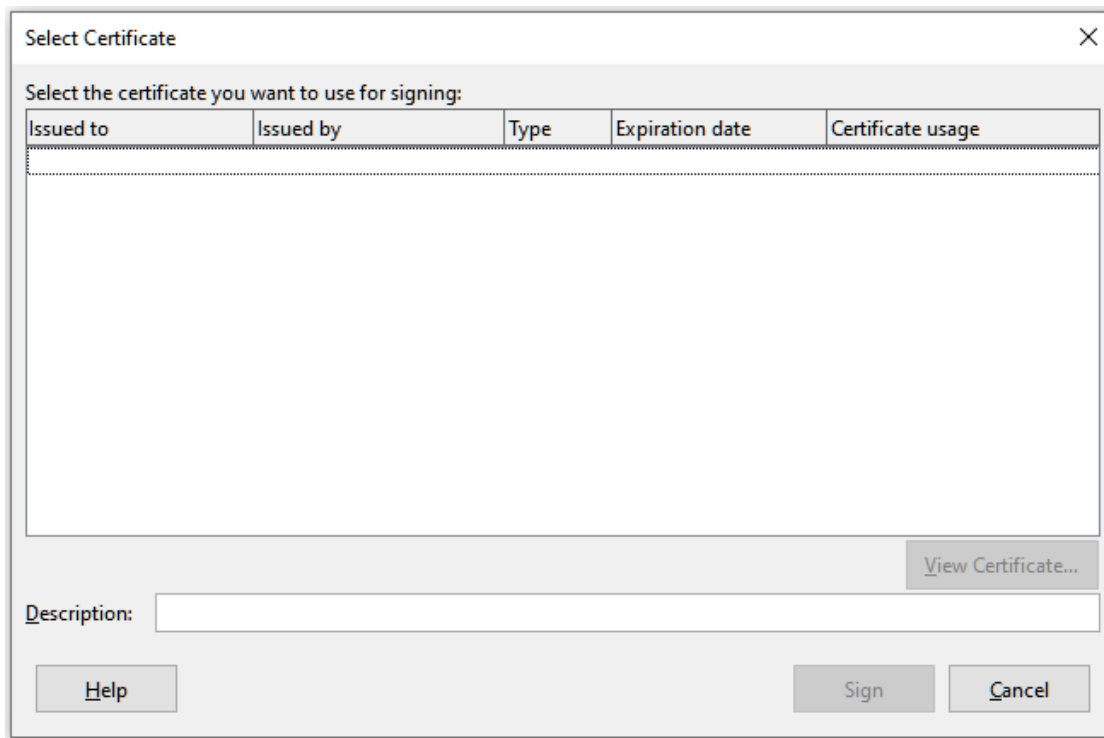 Select Certificate
Select the certificate you want to use for signing:
Issued to Issued by Type Expiration date Certificate usage
View Certificate...
Description:
Help Sign Cancel